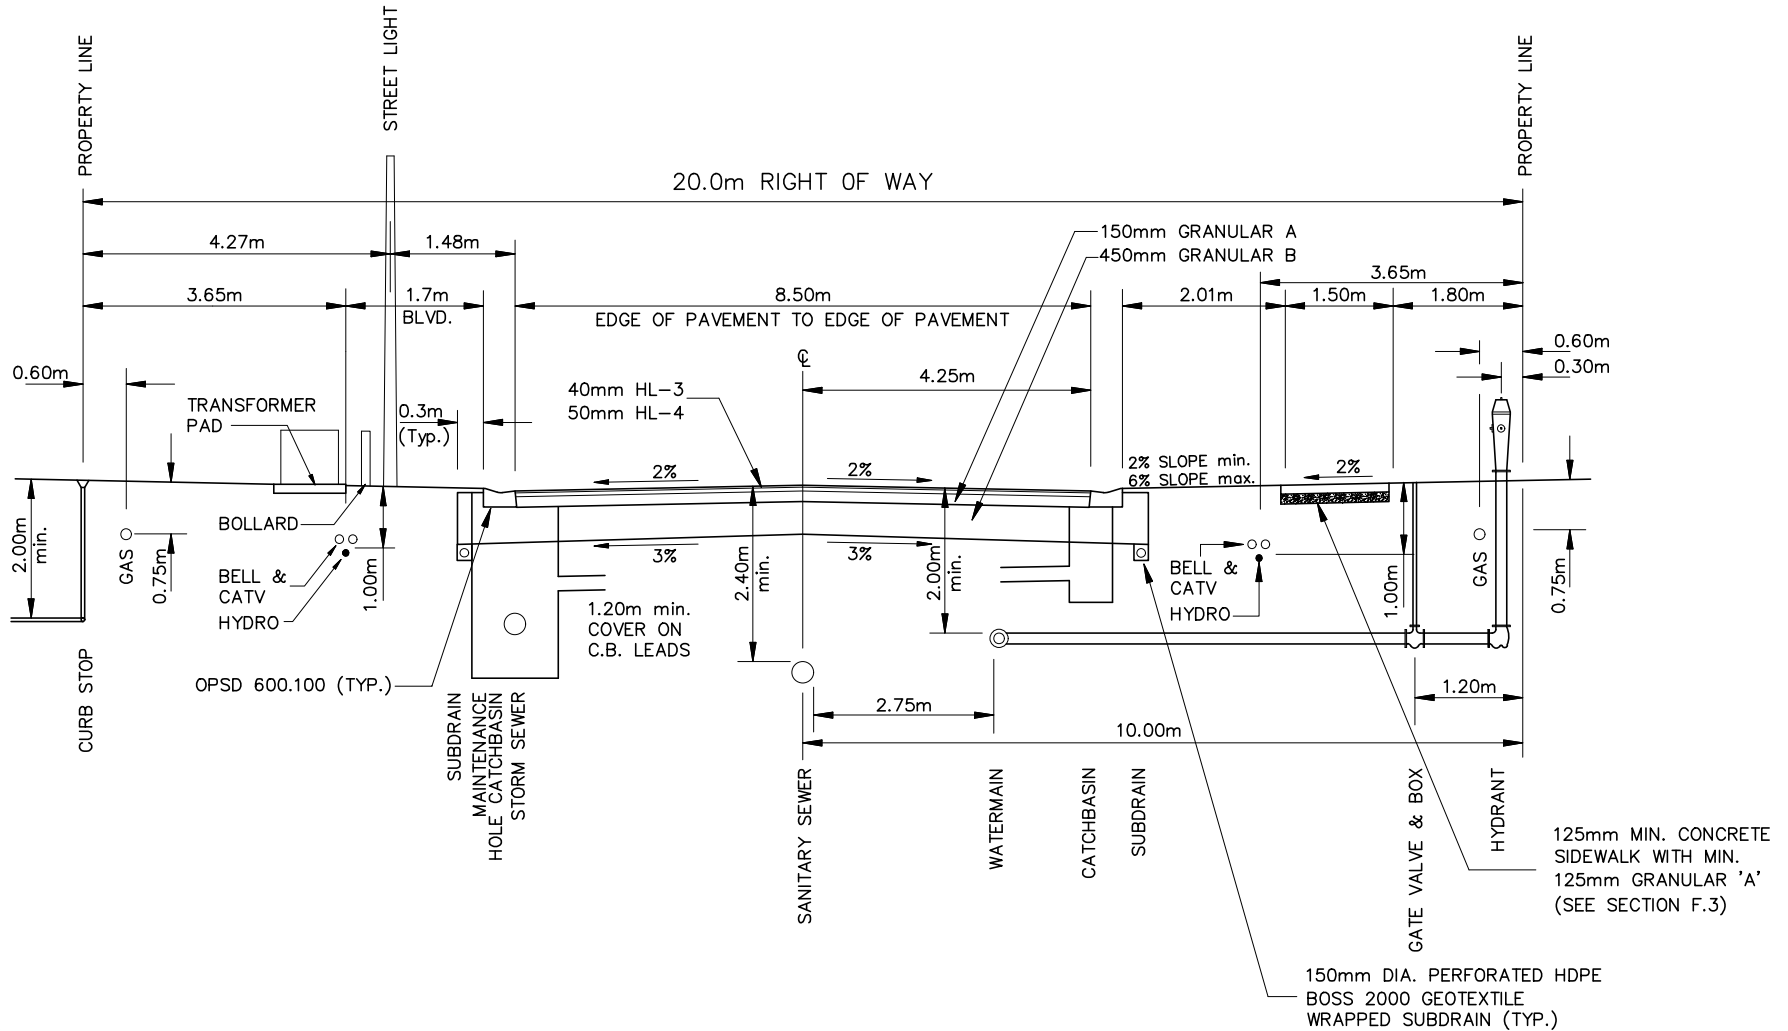 PROPERTY LINE
STREET LIGHT
PROPERTY LINE
20.0m RIGHT OF WAY
4.27m
1.48m
150mm GRANULAR A
450mm GRANULAR B
3.65m
3.65m
1.7m
BLVD.
8.50m
EDGE OF PAVEMENT TO EDGE OF PAVEMENT
2.01m
1.50m
1.80m
0.60m
0.30m
℄
0.60m
4.25m
40mm HL-3
50mm HL-4
TRANSFORMER
PAD
0.3m
(Typ.)
2%
2%
2% SLOPE min.
6% SLOPE max.
2%
BOLLARD
2.00m
min.
GAS
0.75m
BELL &
CATV
HYDRO
1.00m
3%
3%
2.40m
min.
2.00m
min.
1.20m min.
COVER ON
C.B. LEADS
BELL &
CATV
HYDRO
1.00m
GAS
0.75m
OPSD 600.100 (TYP.)
CURB STOP
SUBDRAIN
MAINTENANCE
HOLE CATCHBASIN
STORM SEWER
2.75m
1.20m
10.00m
SANITARY SEWER
WATERMAIN
CATCHBASIN
SUBDRAIN
GATE VALVE & BOX
HYDRANT
125mm MIN. CONCRETE
SIDEWALK WITH MIN.
125mm GRANULAR 'A'
(SEE SECTION F.3)
150mm DIA. PERFORATED HDPE
BOSS 2000 GEOTEXTILE
WRAPPED SUBDRAIN (TYP.)